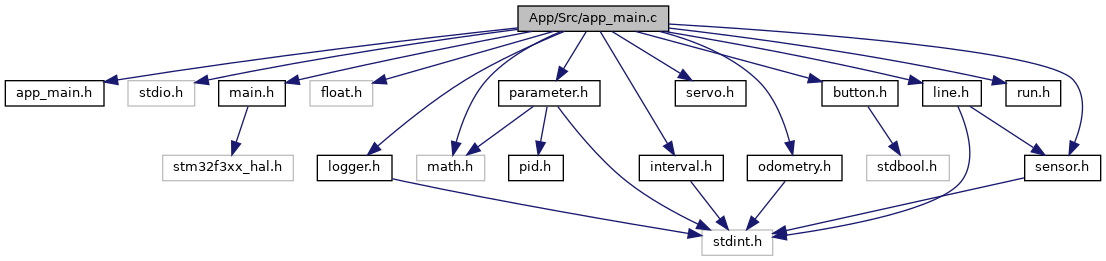 App/Src/app_main.c
app_main.h
stdio.h
main.h
float.h
parameter.h
servo.h
button.h
line.h
run.h
stm32f3xx_hal.h
logger.h
math.h
pid.h
interval.h
odometry.h
stdbool.h
sensor.h
stdint.h